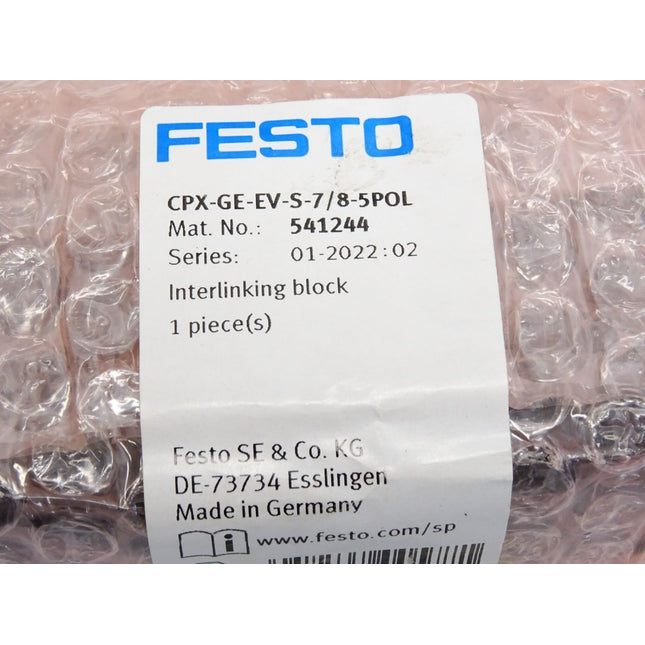 FESTO
CPX-GE-EV-S-7/8-5POL
Mat. No.: 541244
Series: 01-2022:02
Interlinking block
1 piece(s)
Festo SE & Co. KG
DE-73734 Esslingen
Made in Germany
www.festo.com/sp